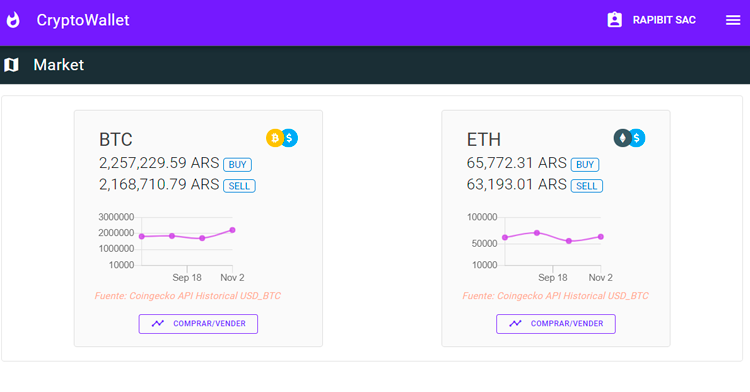 CryptoWallet
RAPIBIT SAC
Market
BTC
2,257,229.59 ARS BUY
2,168,710.79 ARS SELL
3000000
2000000
1000000
10000
Sep 18 Nov 2
Fuente: Coingecko API Historical USD_BTC
COMPRAR/VENDER
ETH
65,772.31 ARS BUY
63,193.01 ARS SELL
100000
50000
10000
Sep 18 Nov 2
Fuente: Coingecko API Historical USD_BTC
COMPRAR/VENDER